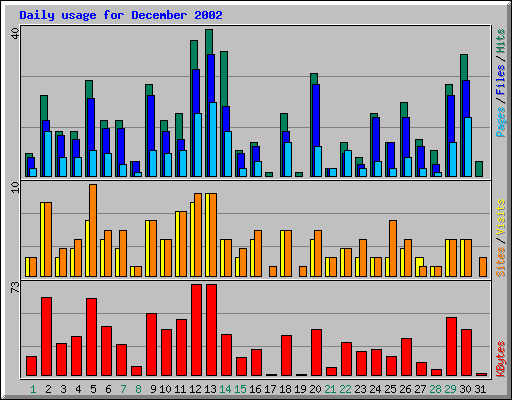 Daily usage for December 2002
40
Pages / Files / Hits
10
Sites / Visits
73
KBytes
1 2 3 4 5 6 7 8 9 10 11 12 13 14 15 16 17 18 19 20 21 22 23 24 25 26 27 28 29 30 31